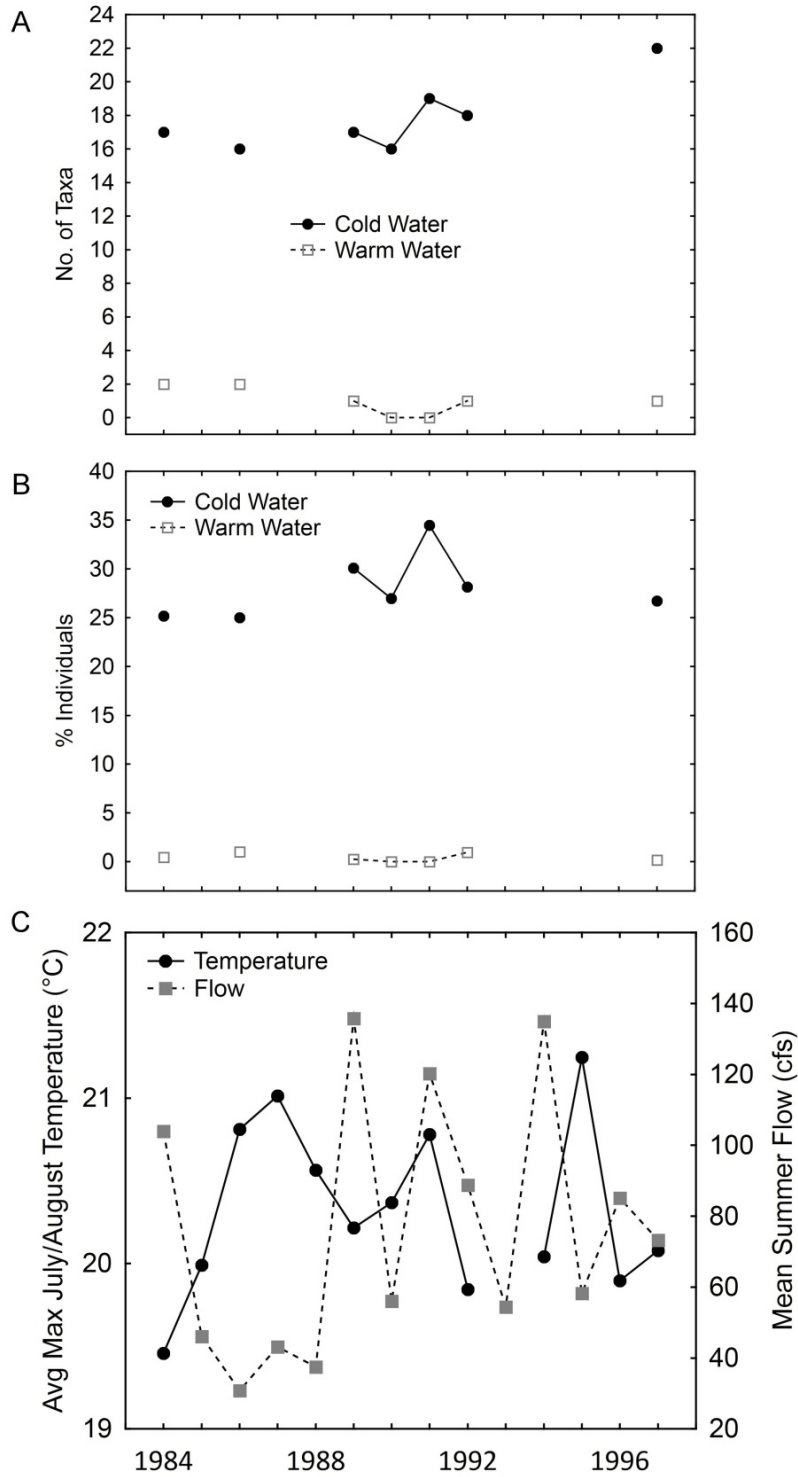 A
24
22
20
18
16
14
12
10
8
6
4
2
0
No. of Taxa
Cold Water
Warm Water
B
40
35
30
25
20
15
10
5
0
% Individuals
Cold Water
Warm Water
C
22
21
20
19
Avg Max July/August Temperature (°C)
Temperature
Flow
160
140
120
100
80
60
40
20
Mean Summer Flow (cfs)
1984
1988
1992
1996